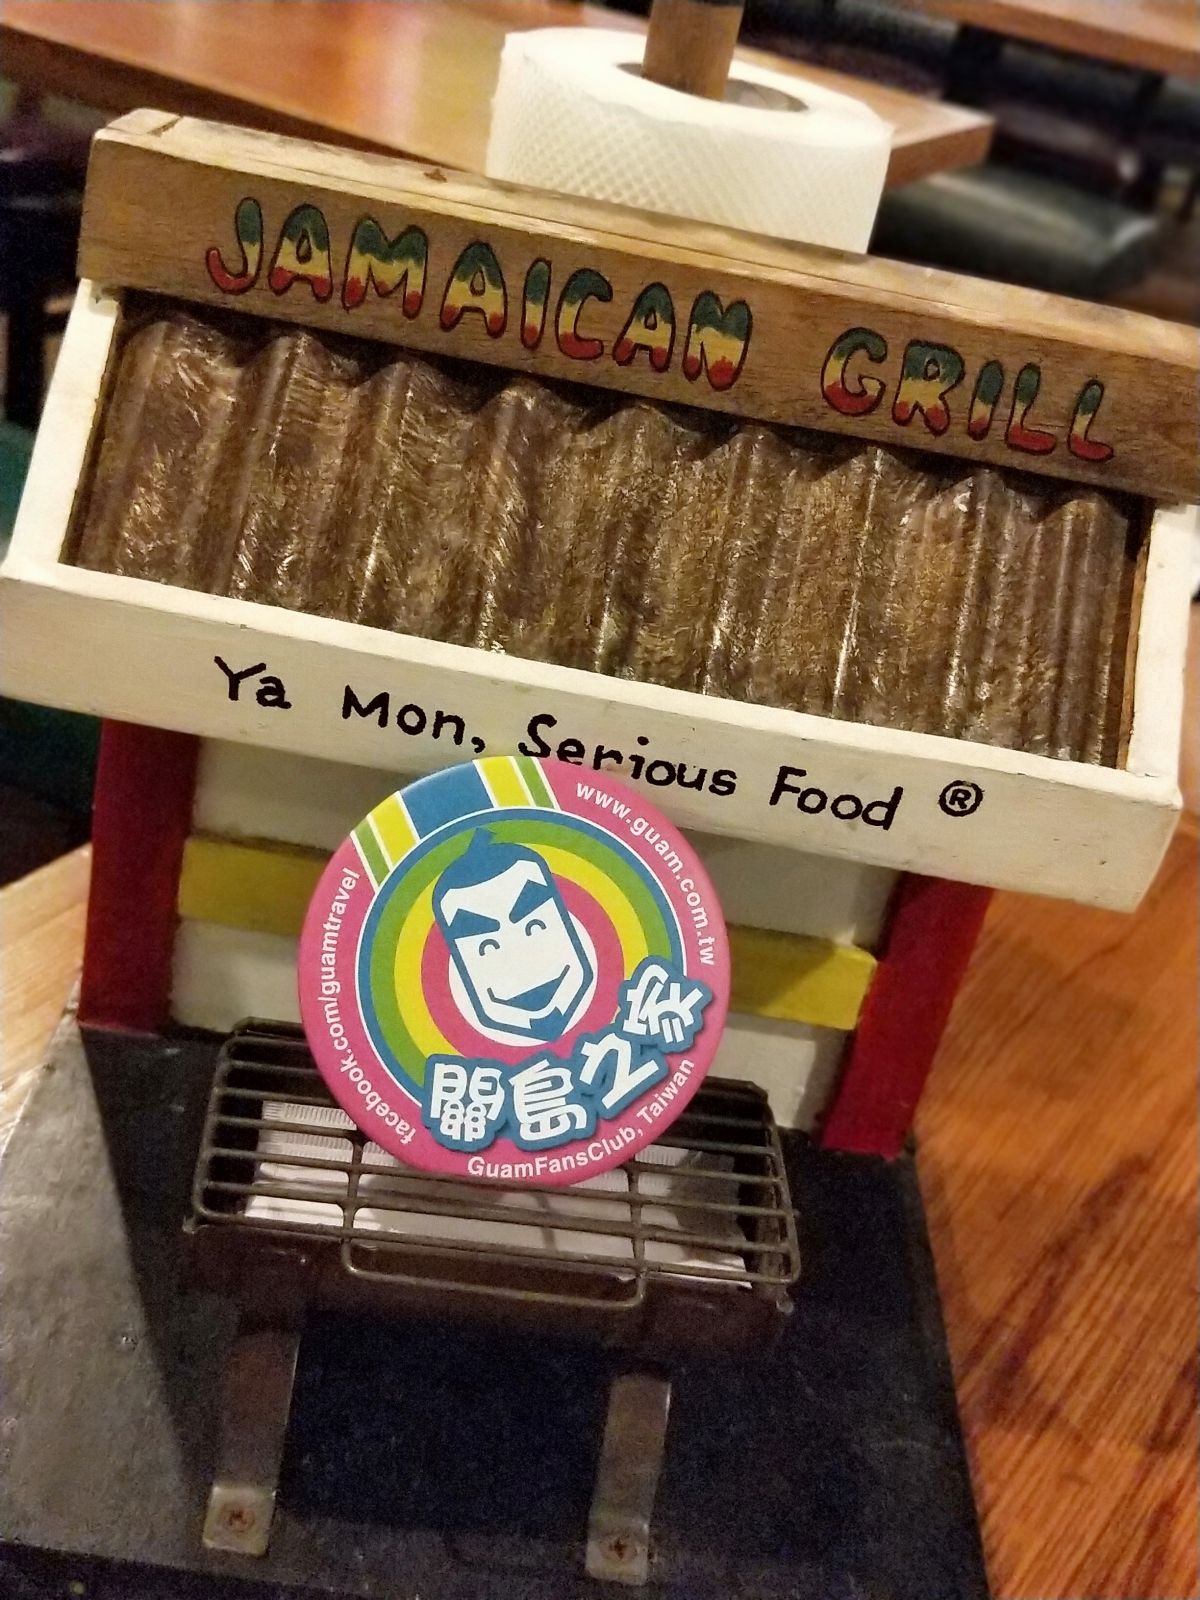 JAMAICAN GRILL
Ya Mon, Serious Food ®
www.guam.com.tw
facebook.com/guamtravel
關島之家
GuamFansClub, Taiwan